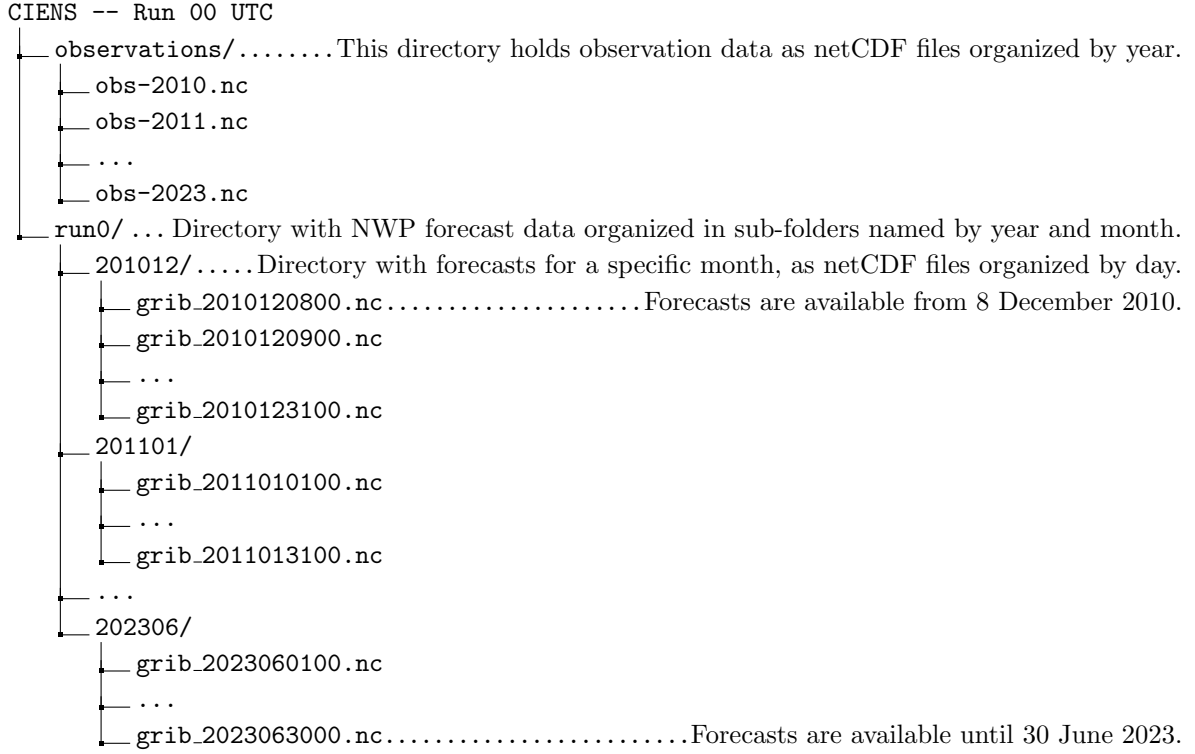 CIENS -- Run 00 UTC
observations/........This directory holds observation data as netCDF files organized by year.
obs-2010.nc
obs-2011.nc
...
obs-2023.nc
run0/ ... Directory with NWP forecast data organized in sub-folders named by year and month.
201012/.....Directory with forecasts for a specific month, as netCDF files organized by day.
grib_2010120800.nc.....................Forecasts are available from 8 December 2010.
grib_2010120900.nc
...
grib_2010123100.nc
201101/
grib_2011010100.nc
...
grib_2011013100.nc
...
202306/
grib_2023060100.nc
...
grib_2023063000.nc.........................Forecasts are available until 30 June 2023.